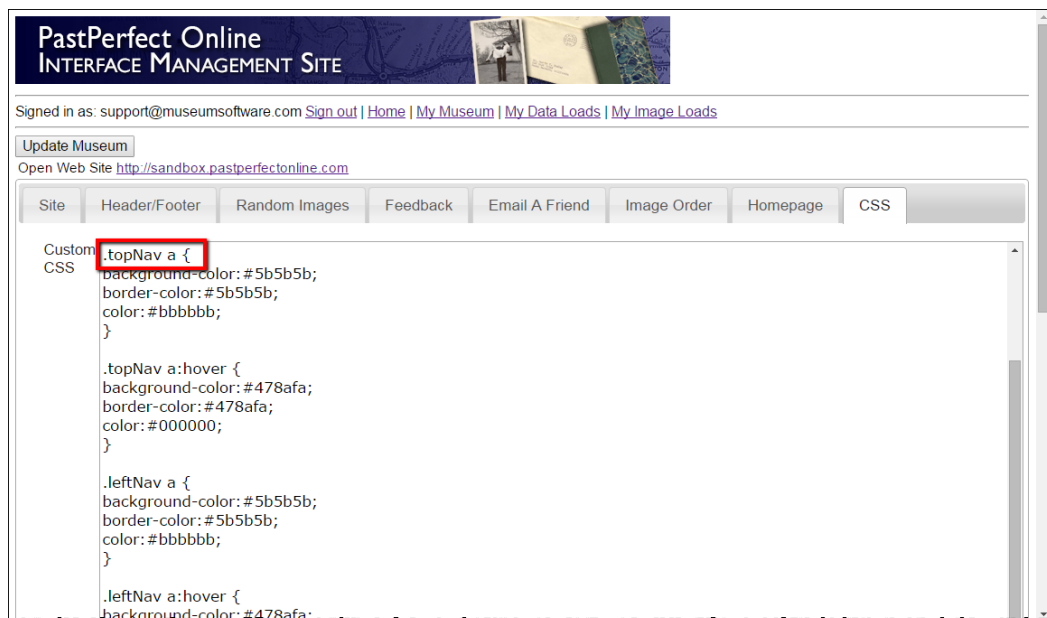 PastPerfect Online
Interface Management Site
Signed in as: support@museumsoftware.com Sign out | Home | My Museum | My Data Loads | My Image Loads
Update Museum
Open Web Site http://sandbox.pastperfectonline.com
Site Header/Footer Random Images Feedback Email A Friend Image Order Homepage CSS
Custom CSS
.topNav a {
background-color:#5b5b5b;
border-color:#5b5b5b;
color:#bbbbbb;
}
.topNav a:hover {
background-color:#478afa;
border-color:#478afa;
color:#000000;
}
.leftNav a {
background-color:#5b5b5b;
border-color:#5b5b5b;
color:#bbbbbb;
}
.leftNav a:hover {
background-color:#478afa;